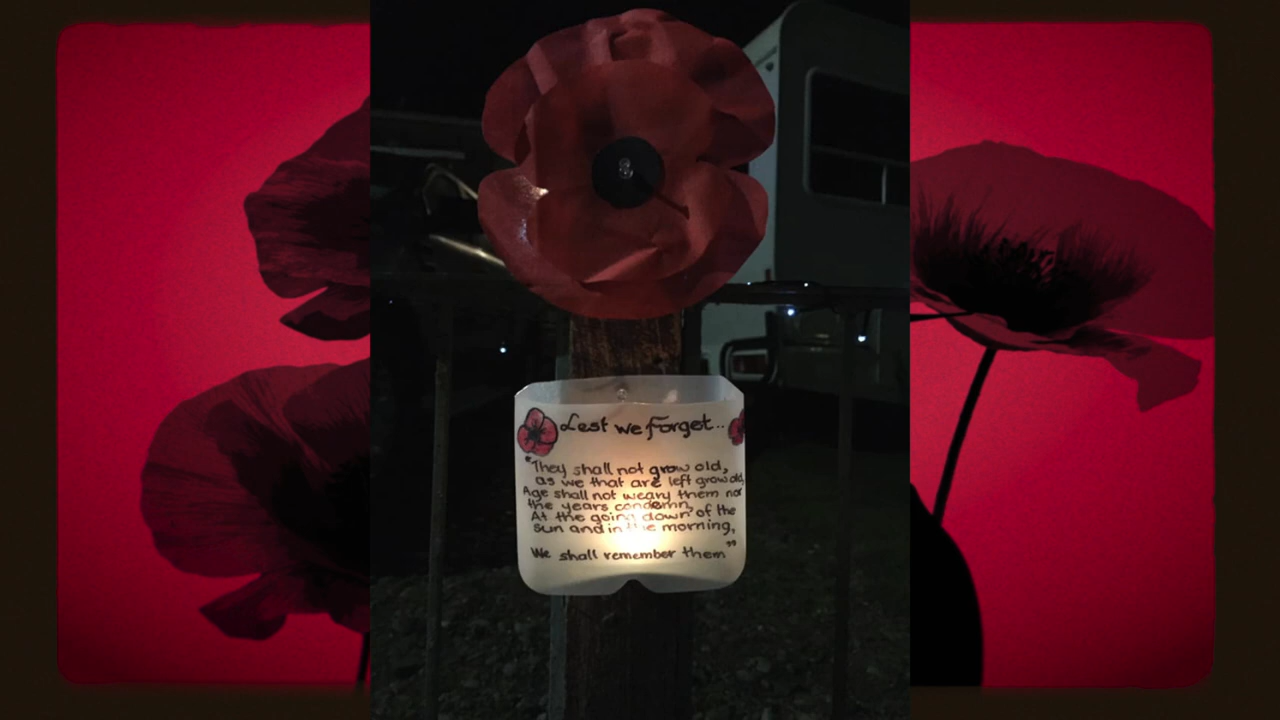 Lest we forget...
"They shall not grow old,
as we that are left grow old,
Age shall not weary them nor
the years condemn,
At the going down of the
sun and in the morning,
We shall remember them"